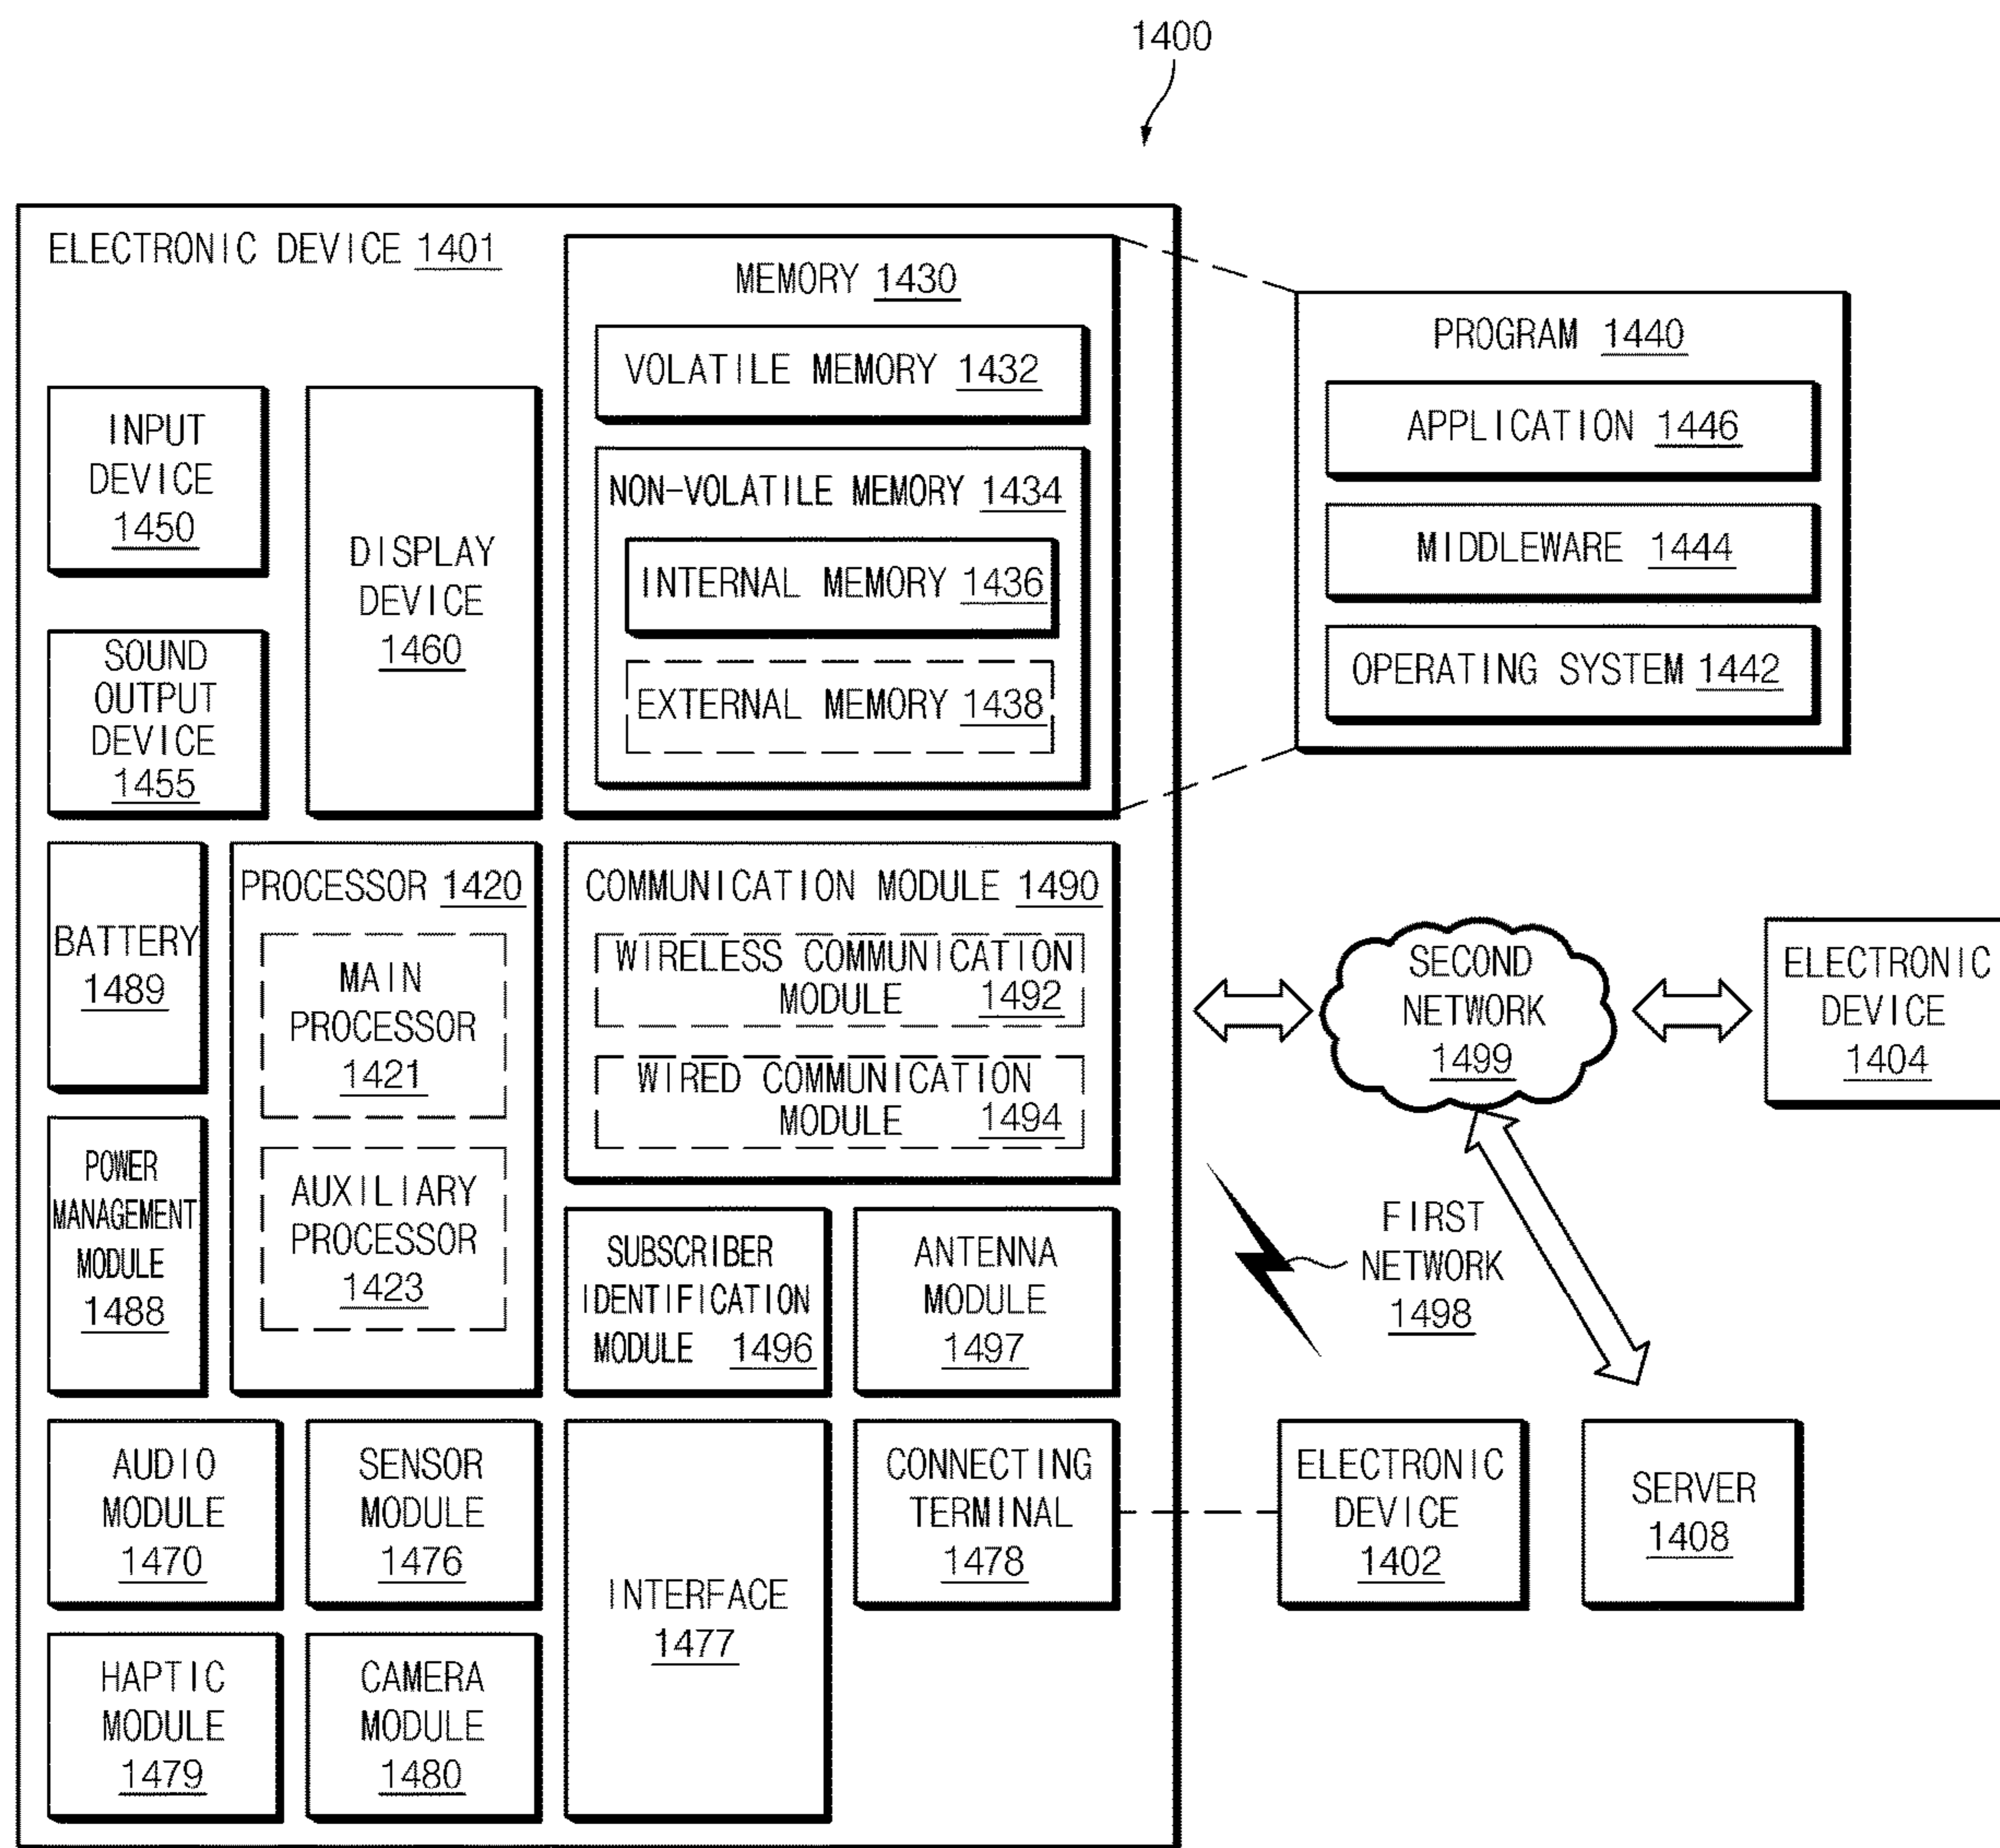 1400
ELECTRONIC DEVICE 1401
INPUT
DEVICE
1450
SOUND
OUTPUT
DEVICE
1455
DISPLAY
DEVICE
1460
MEMORY 1430
VOLATILE MEMORY 1432
NON-VOLATILE MEMORY 1434
INTERNAL MEMORY 1436
EXTERNAL MEMORY 1438
PROGRAM 1440
APPLICATION 1446
MIDDLEWARE 1444
OPERATING SYSTEM 1442
BATTERY
1489
POWER
MANAGEMENT
MODULE
1488
PROCESSOR 1420
MAIN
PROCESSOR
1421
AUXILIARY
PROCESSOR
1423
COMMUNICATION MODULE 1490
WIRELESS COMMUNICATION
MODULE 1492
WIRED COMMUNICATION
MODULE 1494
SUBSCRIBER
IDENTIFICATION
MODULE 1496
ANTENNA
MODULE
1497
SECOND
NETWORK
1499
ELECTRONIC
DEVICE
1404
FIRST
NETWORK
1498
AUDIO
MODULE
1470
SENSOR
MODULE
1476
INTERFACE
1477
CONNECTING
TERMINAL
1478
ELECTRONIC
DEVICE
1402
SERVER
1408
HAPTIC
MODULE
1479
CAMERA
MODULE
1480